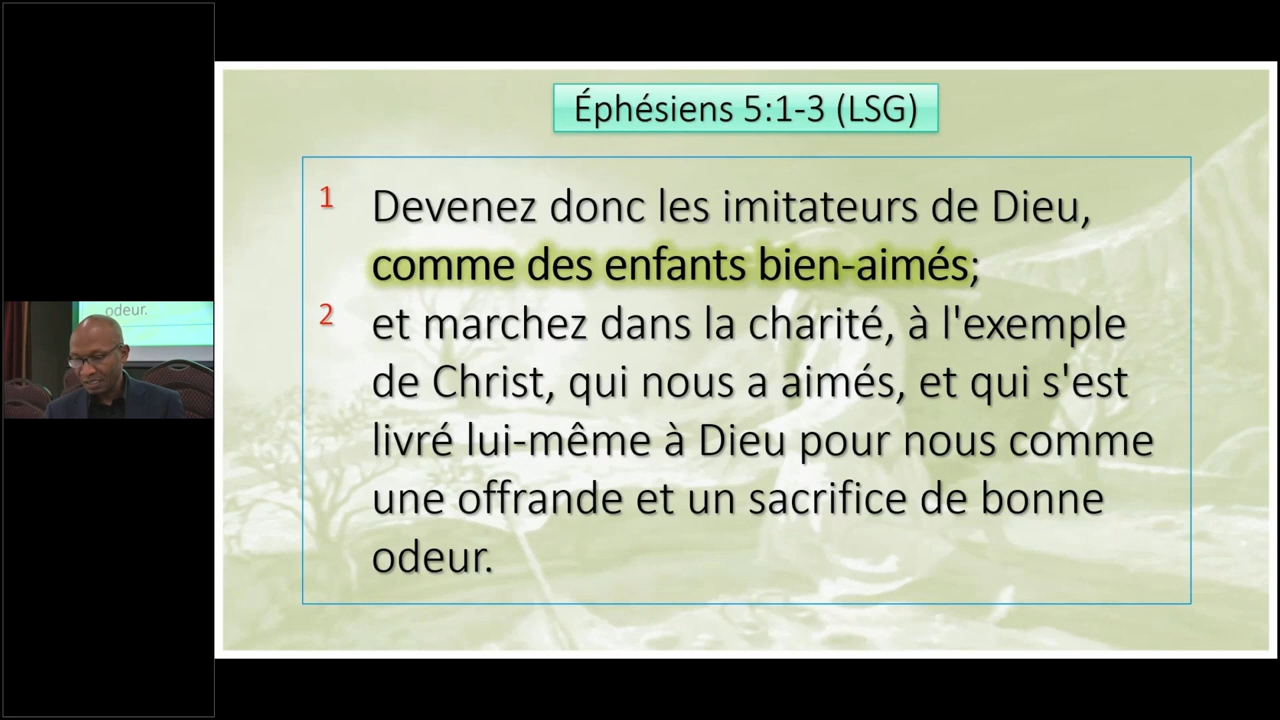 Éphésiens 5:1-3 (LSG)
1 Devenez donc les imitateurs de Dieu,
comme des enfants bien-aimés;
2 et marchez dans la charité, à l'exemple
de Christ, qui nous a aimés, et qui s'est
livré lui-même à Dieu pour nous comme
une offrande et un sacrifice de bonne
odeur.
odeur.